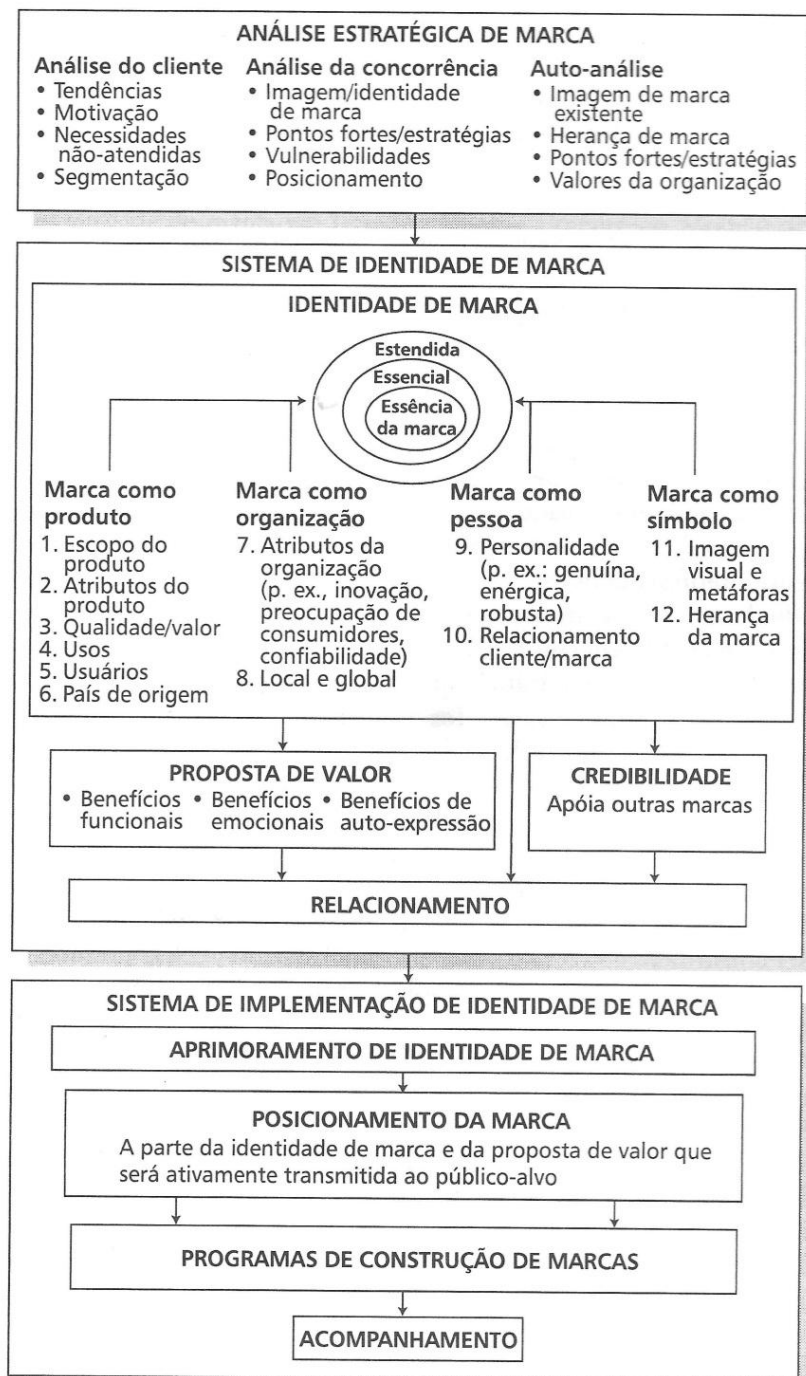 ANÁLISE ESTRATÉGICA DE MARCA
Análise do cliente
• Tendências
• Motivação
• Necessidades
não-atendidas
• Segmentação
Análise da concorrência
• Imagem/identidade
de marca
• Pontos fortes/estratégias
• Vulnerabilidades
• Posicionamento
Auto-análise
• Imagem de marca
existente
• Herança de marca
• Pontos fortes/estratégias
• Valores da organização
SISTEMA DE IDENTIDADE DE MARCA
IDENTIDADE DE MARCA
Estendida
Essencial
Essência
da marca
Marca como
produto
1. Escopo do
produto
2. Atributos do
produto
3. Qualidade/valor
4. Usos
5. Usuários
6. País de origem
Marca como
organização
7. Atributos da
organização
(p. ex., inovação,
preocupação de
consumidores,
confiabilidade)
8. Local e global
Marca como
pessoa
9. Personalidade
(p. ex.: genuína,
enérgica,
robusta)
10. Relacionamento
cliente/marca
Marca como
símbolo
11. Imagem
visual e
metáforas
12. Herança
da marca
PROPOSTA DE VALOR
• Benefícios
funcionais
• Benefícios
emocionais
• Benefícios de
auto-expressão
CREDIBILIDADE
Apóia outras marcas
RELACIONAMENTO
SISTEMA DE IMPLEMENTAÇÃO DE IDENTIDADE DE MARCA
APRIMORAMENTO DE IDENTIDADE DE MARCA
POSICIONAMENTO DA MARCA
A parte da identidade de marca e da proposta de valor que
será ativamente transmitida ao público-alvo
PROGRAMAS DE CONSTRUÇÃO DE MARCAS
ACOMPANHAMENTO